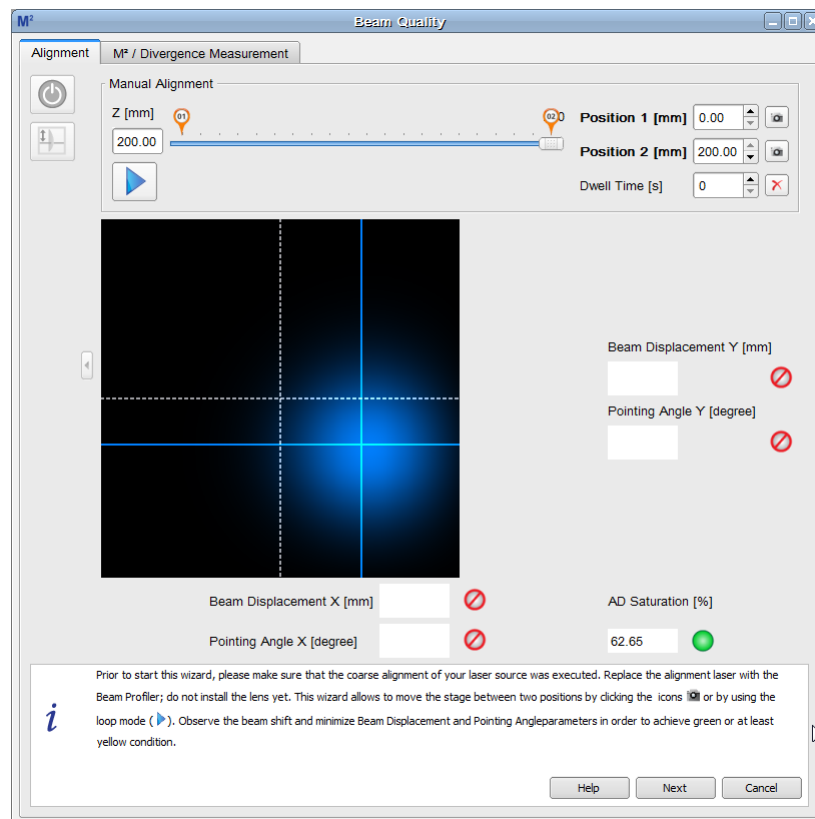 M² Beam Quality
Alignment M² / Divergence Measurement
Manual Alignment
Z [mm] 01 02 0 Position 1 [mm] 0.00
200.00 Position 2 [mm] 200.00
Dwell Time [s] 0
Beam Displacement Y [mm]
Pointing Angle Y [degree]
Beam Displacement X [mm] AD Saturation [%]
Pointing Angle X [degree] 62.65
Prior to start this wizard, please make sure that the coarse alignment of your laser source was executed. Replace the alignment laser with the
Beam Profiler; do not install the lens yet. This wizard allows to move the stage between two positions by clicking the icons or by using the
i loop mode ( ). Observe the beam shift and minimize Beam Displacement and Pointing Angleparameters in order to achieve green or at least
yellow condition.
Help Next Cancel